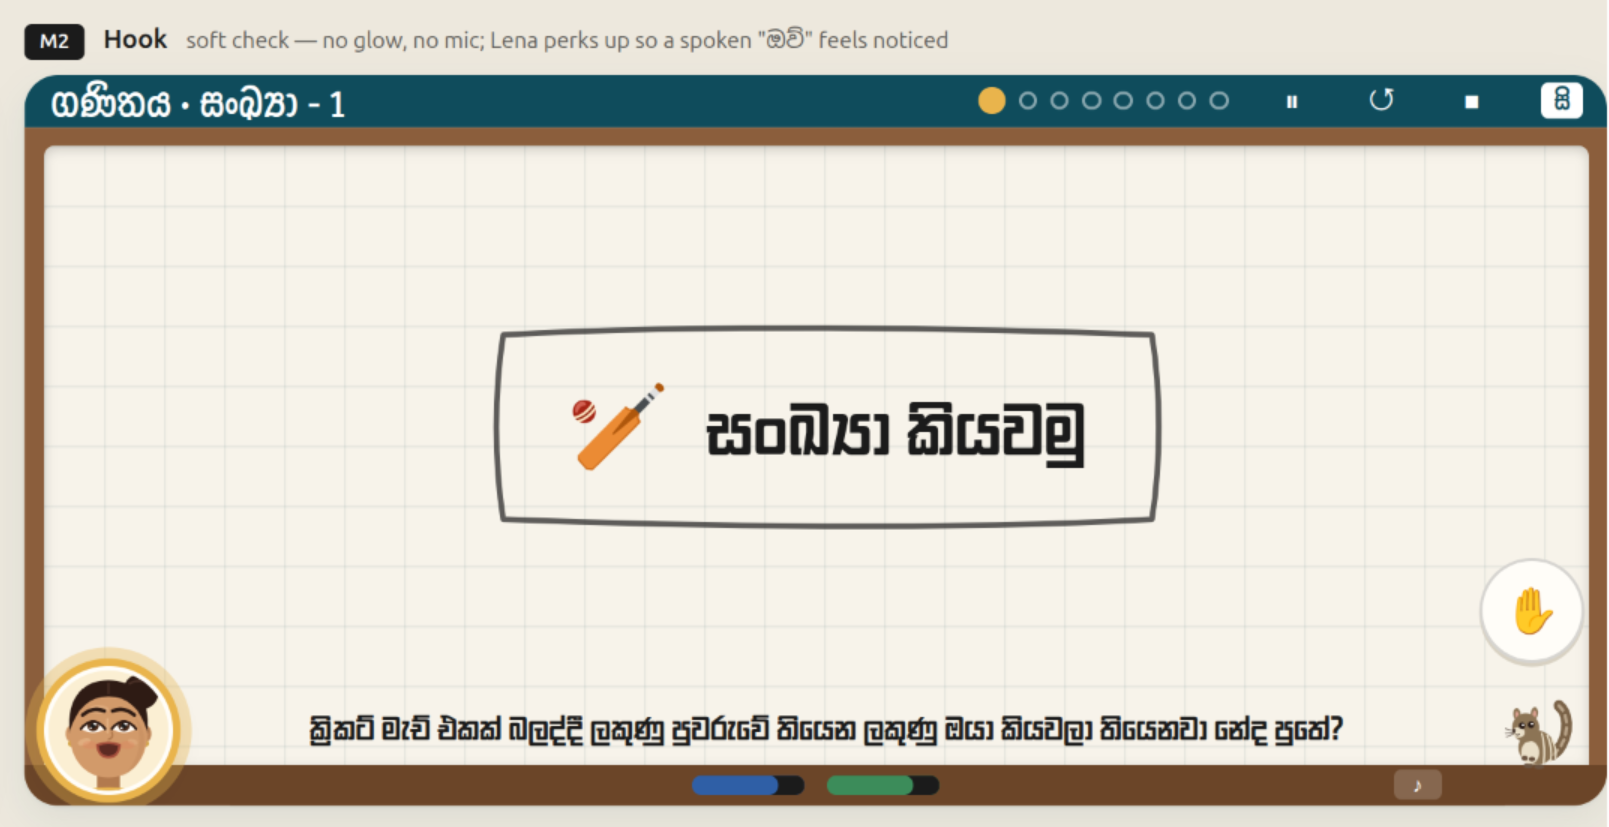 M2 Hook soft check — no glow, no mic; Lena perks up so a spoken "ඔව්" feels noticed
ගණිතය · සංඛ්‍යා - 1
සි
සංඛ්‍යා කියවමු
ක්‍රිකට් මැච් එකක් බලද්දී ලකුණු පුවරුවේ තියෙන ලකුණු ඔයා කියවලා තියෙනවා නේද පුතේ?